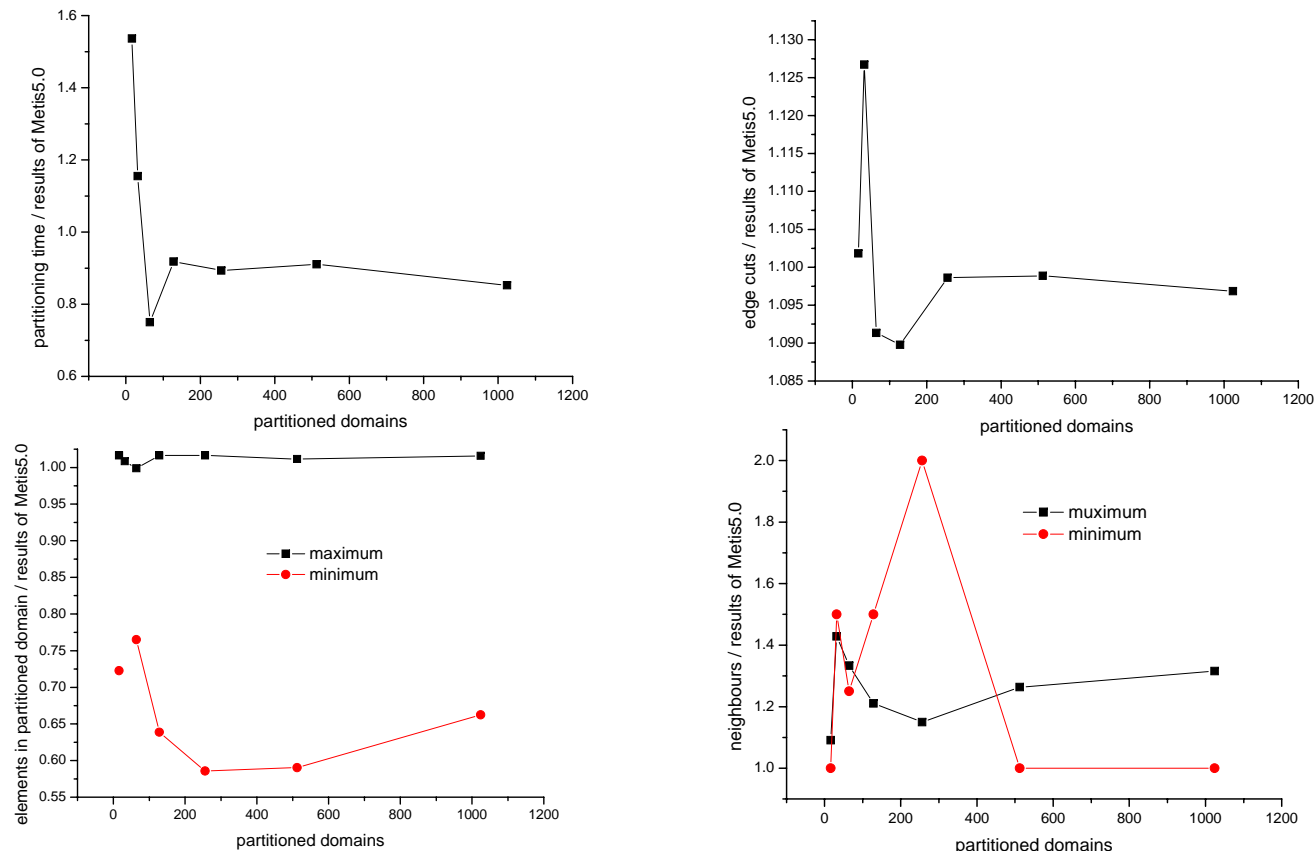 1.6
1.4
1.2
1.0
0.8
0.6
partitioning time / results of Metis5.0
0 200 400 600 800 1000 1200
partitioned domains
1.130
1.125
1.120
1.115
1.110
1.105
1.100
1.095
1.090
1.085
edge cuts / results of Metis5.0
0 200 400 600 800 1000 1200
partitioned domains
1.00
0.95
0.90
0.85
0.80
0.75
0.70
0.65
0.60
0.55
elements in partitioned domain / results of Metis5.0
maximum
minimum
0 200 400 600 800 1000 1200
partitioned domains
2.0
1.8
1.6
1.4
1.2
1.0
neighbours / results of Metis5.0
muximum
minimum
0 200 400 600 800 1000 1200
partitioned domains